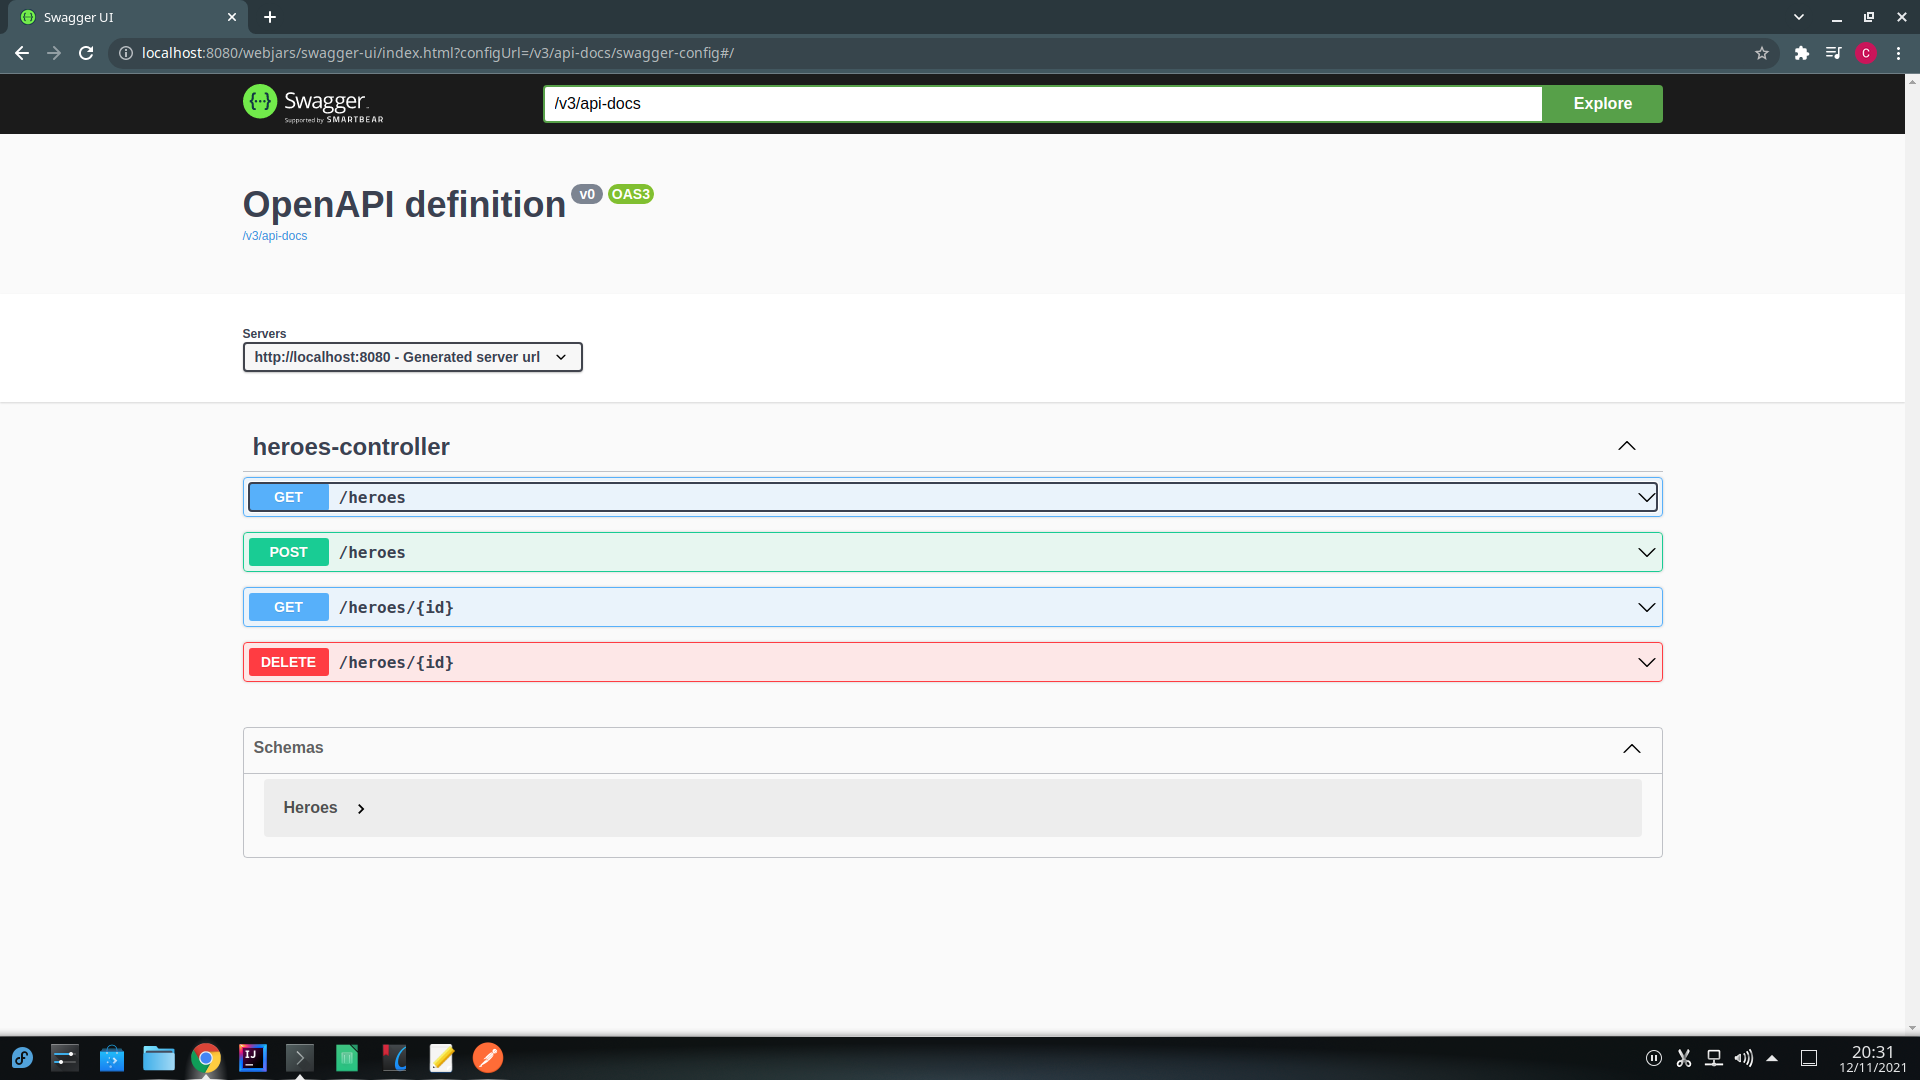 Swagger UI
localhost:8080/webjars/swagger-ui/index.html?configUrl=/v3/api-docs/swagger-config#/
C
Swagger
Supported by SMARTBEAR
/v3/api-docs
Explore
OpenAPI definition v0 OAS3
/v3/api-docs
Servers
http://localhost:8080 - Generated server url
heroes-controller
GET /heroes
POST /heroes
GET /heroes/{id}
DELETE /heroes/{id}
Schemas
Heroes
IJ
20:31
12/11/2021